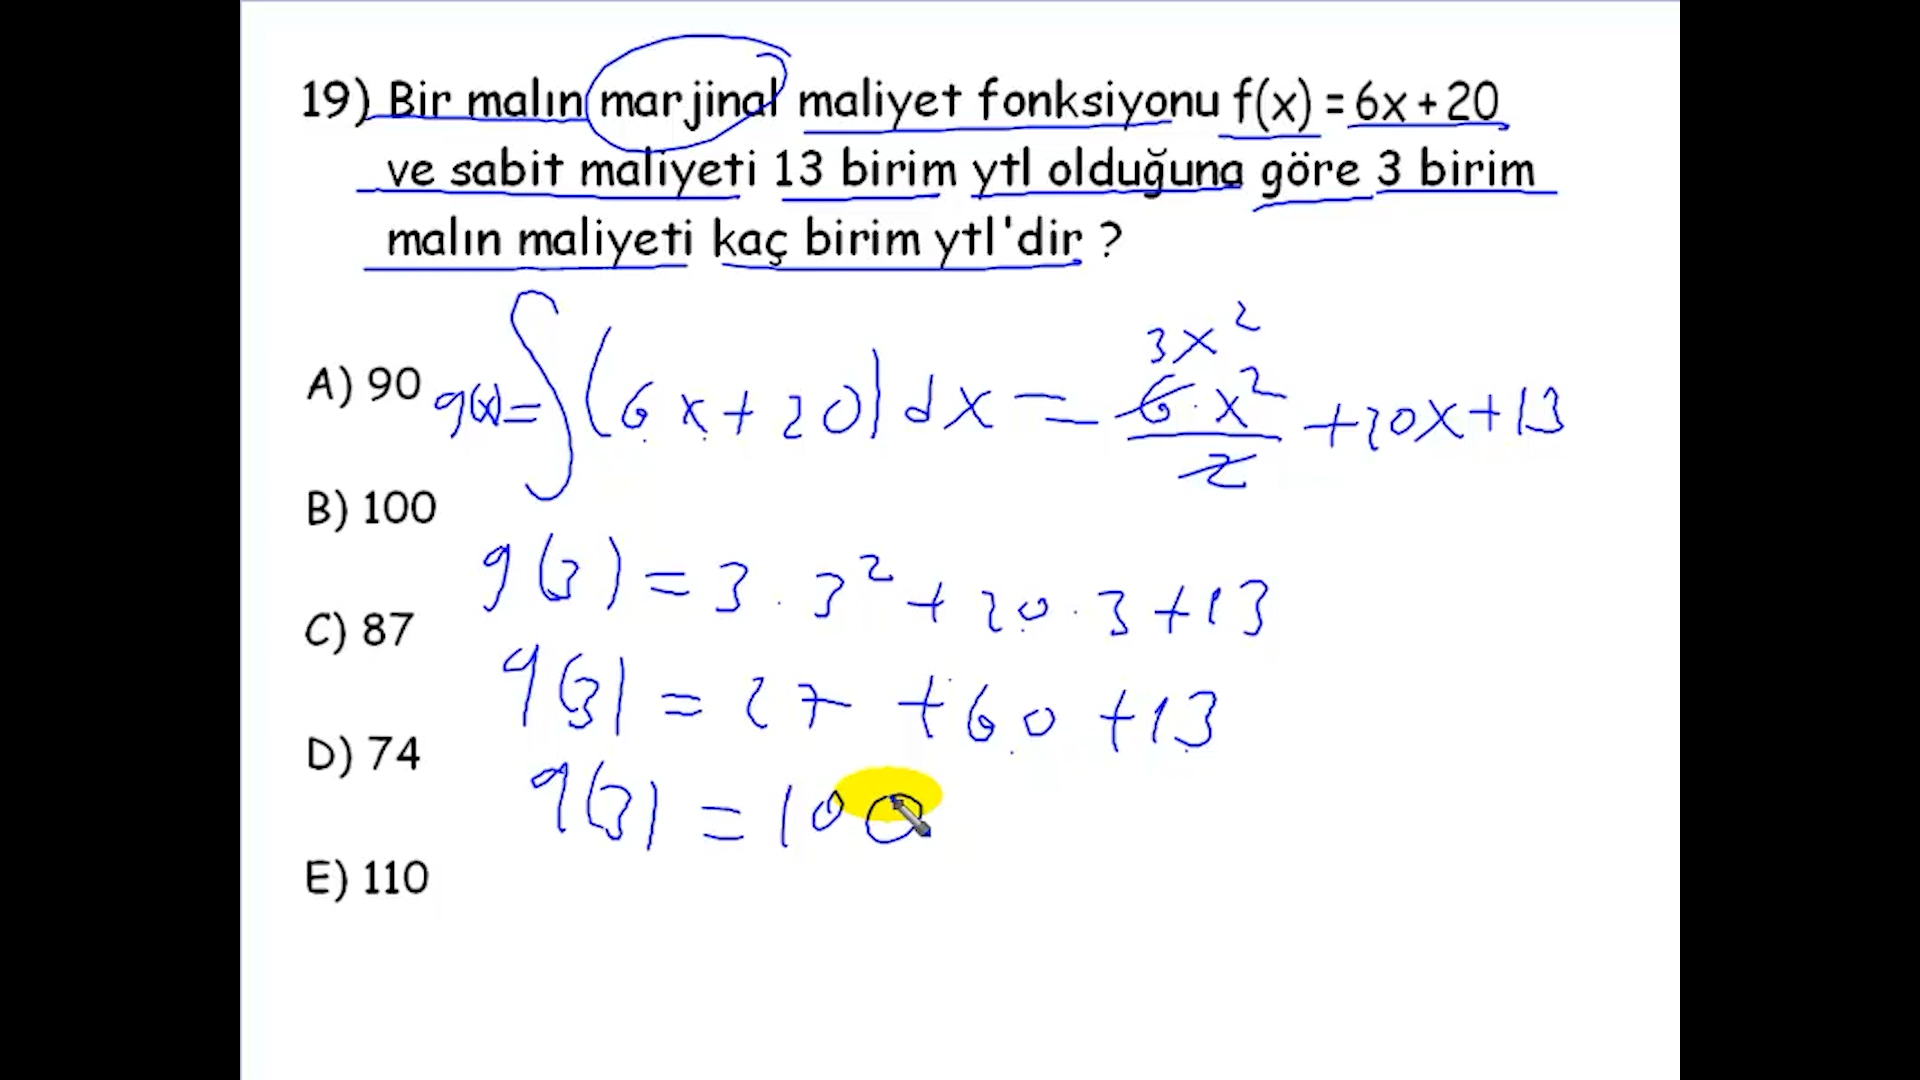 19) Bir malın marjinal maliyet fonksiyonu f(x) = 6x + 20
ve sabit maliyeti 13 birim ytl olduğuna göre 3 birim
malın maliyeti kaç birim ytl'dir ?
A) 90
g(x) = ∫(6x + 20)dx = 6·x²/2 + 20x + 13
3x²
B) 100
g(3) = 3 . 3² + 20 . 3 + 13
C) 87
g(3) = 27 + 60 + 13
D) 74
g(3) = 100
E) 110